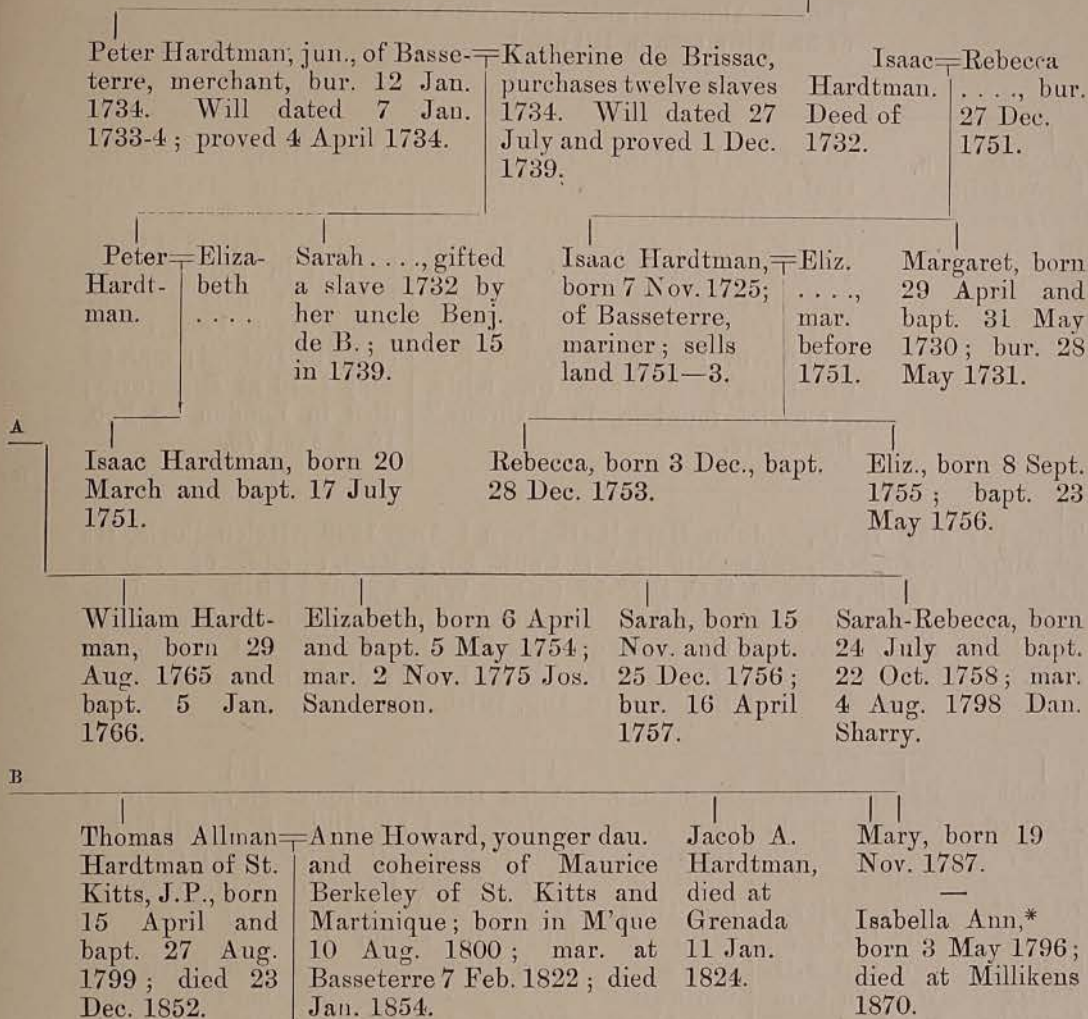 Peter Hardtman, jun., of Basse-
terre, merchant, bur. 12 Jan.
1734. Will dated 7 Jan.
1733-4 ; proved 4 April 1734.
Katherine de Brissac,
purchases twelve slaves
1734. Will dated 27
July and proved 1 Dec.
1739.
Isaac
Hardtman.
Deed of
1732.
Rebecca
. . . ., bur.
27 Dec.
1751.
Peter
Hardt-
man.
Eliza-
beth
. . . .
Sarah . . . ., gifted
a slave 1732 by
her uncle Benj.
de B. ; under 15
in 1739.
Isaac Hardtman,
born 7 Nov. 1725;
of Basseterre,
mariner ; sells
land 1751—3.
Eliz.
. . . .,
mar.
before
1751.
Margaret, born
29 April and
bapt. 31 May
1730 ; bur. 28
May 1731.
A
Isaac Hardtman, born 20
March and bapt. 17 July
1751.
Rebecca, born 3 Dec., bapt.
28 Dec. 1753.
Eliz., born 8 Sept.
1755 ; bapt. 23
May 1756.
William Hardt-
man, born 29
Aug. 1765 and
bapt. 5 Jan.
1766.
Elizabeth, born 6 April
and bapt. 5 May 1754 ;
mar. 2 Nov. 1775 Jos.
Sanderson.
Sarah, born 15
Nov. and bapt.
25 Dec. 1756 ;
bur. 16 April
1757.
Sarah-Rebecca, born
24 July and bapt.
22 Oct. 1758 ; mar.
4 Aug. 1798 Dan.
Sharry.
B
Thomas Allman
Hardtman of St.
Kitts, J.P., born
15 April and
bapt. 27 Aug.
1799 ; died 23
Dec. 1852.
Anne Howard, younger dau.
and coheiress of Maurice
Berkeley of St. Kitts and
Martinique ; born in M'que
10 Aug. 1800 ; mar. at
Basseterre 7 Feb. 1822 ; died
Jan. 1854.
Jacob A.
Hardtman,
died at
Grenada
11 Jan.
1824.
Mary, born 19
Nov. 1787.
—
Isabella Ann,*
born 3 May 1796 ;
died at Millikens
1870.